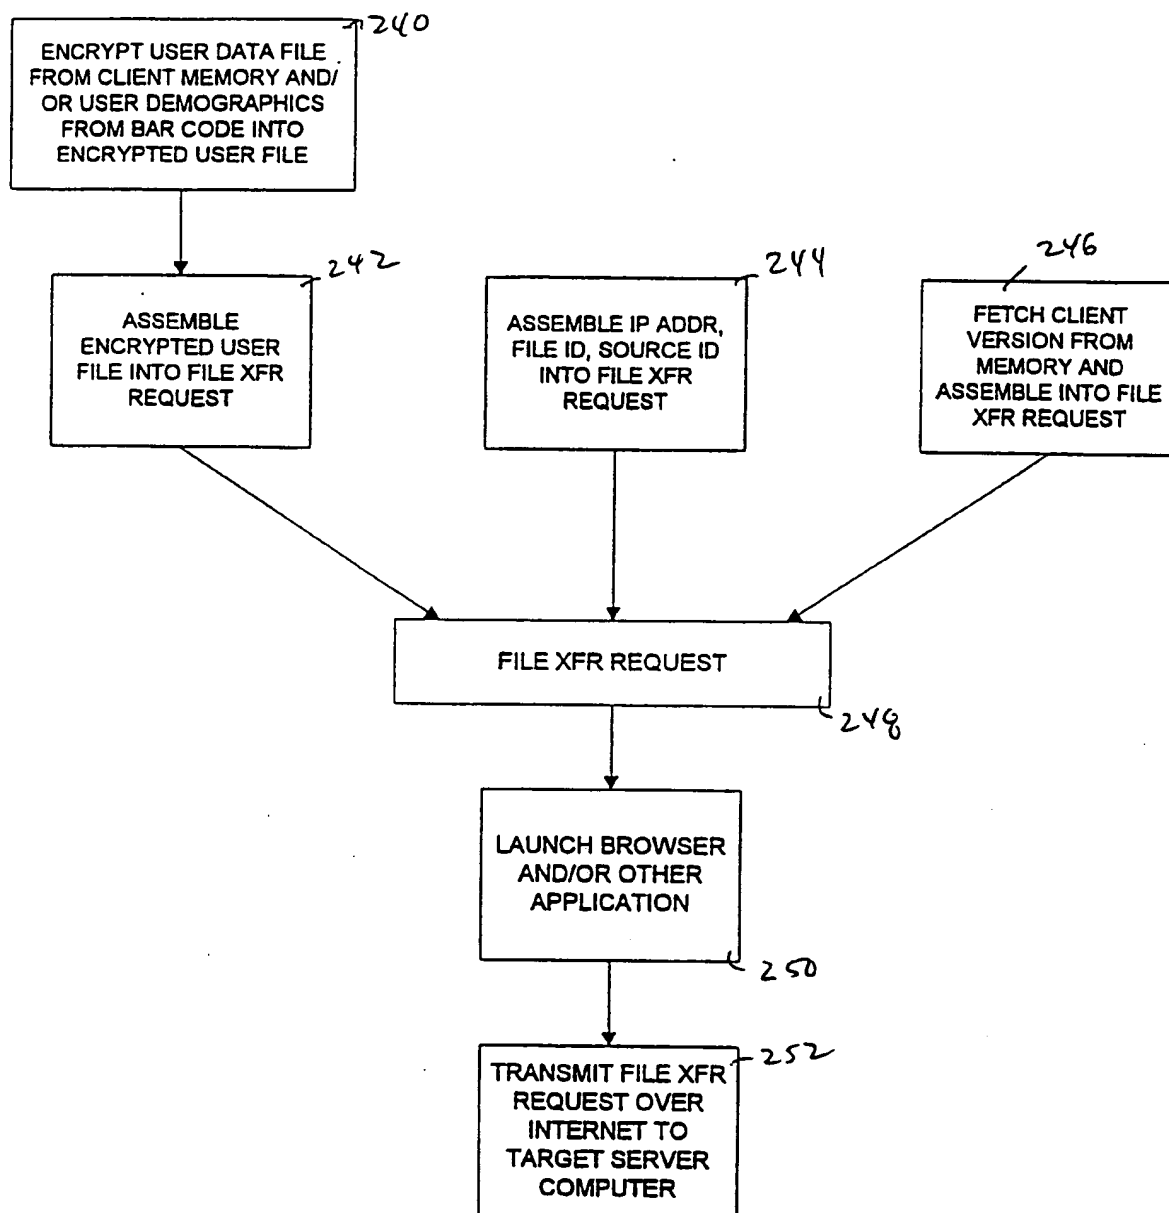 240
ENCRYPT USER DATA FILE
FROM CLIENT MEMORY AND/
OR USER DEMOGRAPHICS
FROM BAR CODE INTO
ENCRYPTED USER FILE
242
ASSEMBLE
ENCRYPTED USER
FILE INTO FILE XFR
REQUEST
244
ASSEMBLE IP ADDR,
FILE ID, SOURCE ID
INTO FILE XFR
REQUEST
246
FETCH CLIENT
VERSION FROM
MEMORY AND
ASSEMBLE INTO FILE
XFR REQUEST
FILE XFR REQUEST
248
LAUNCH BROWSER
AND/OR OTHER
APPLICATION
250
252
TRANSMIT FILE XFR
REQUEST OVER
INTERNET TO
TARGET SERVER
COMPUTER